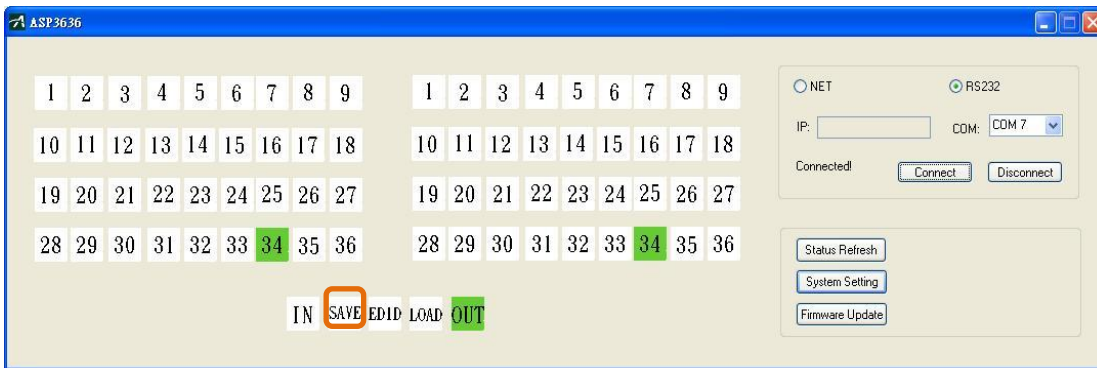 ASP3636
1 2 3 4 5 6 7 8 9 1 2 3 4 5 6 7 8 9
10 11 12 13 14 15 16 17 18 10 11 12 13 14 15 16 17 18
19 20 21 22 23 24 25 26 27 19 20 21 22 23 24 25 26 27
28 29 30 31 32 33 34 35 36 28 29 30 31 32 33 34 35 36
IN SAVE EDID LOAD OUT
NET RS232
IP: COM: COM 7
Connected! Connect Disconnect
Status Refresh
System Setting
Firmware Update